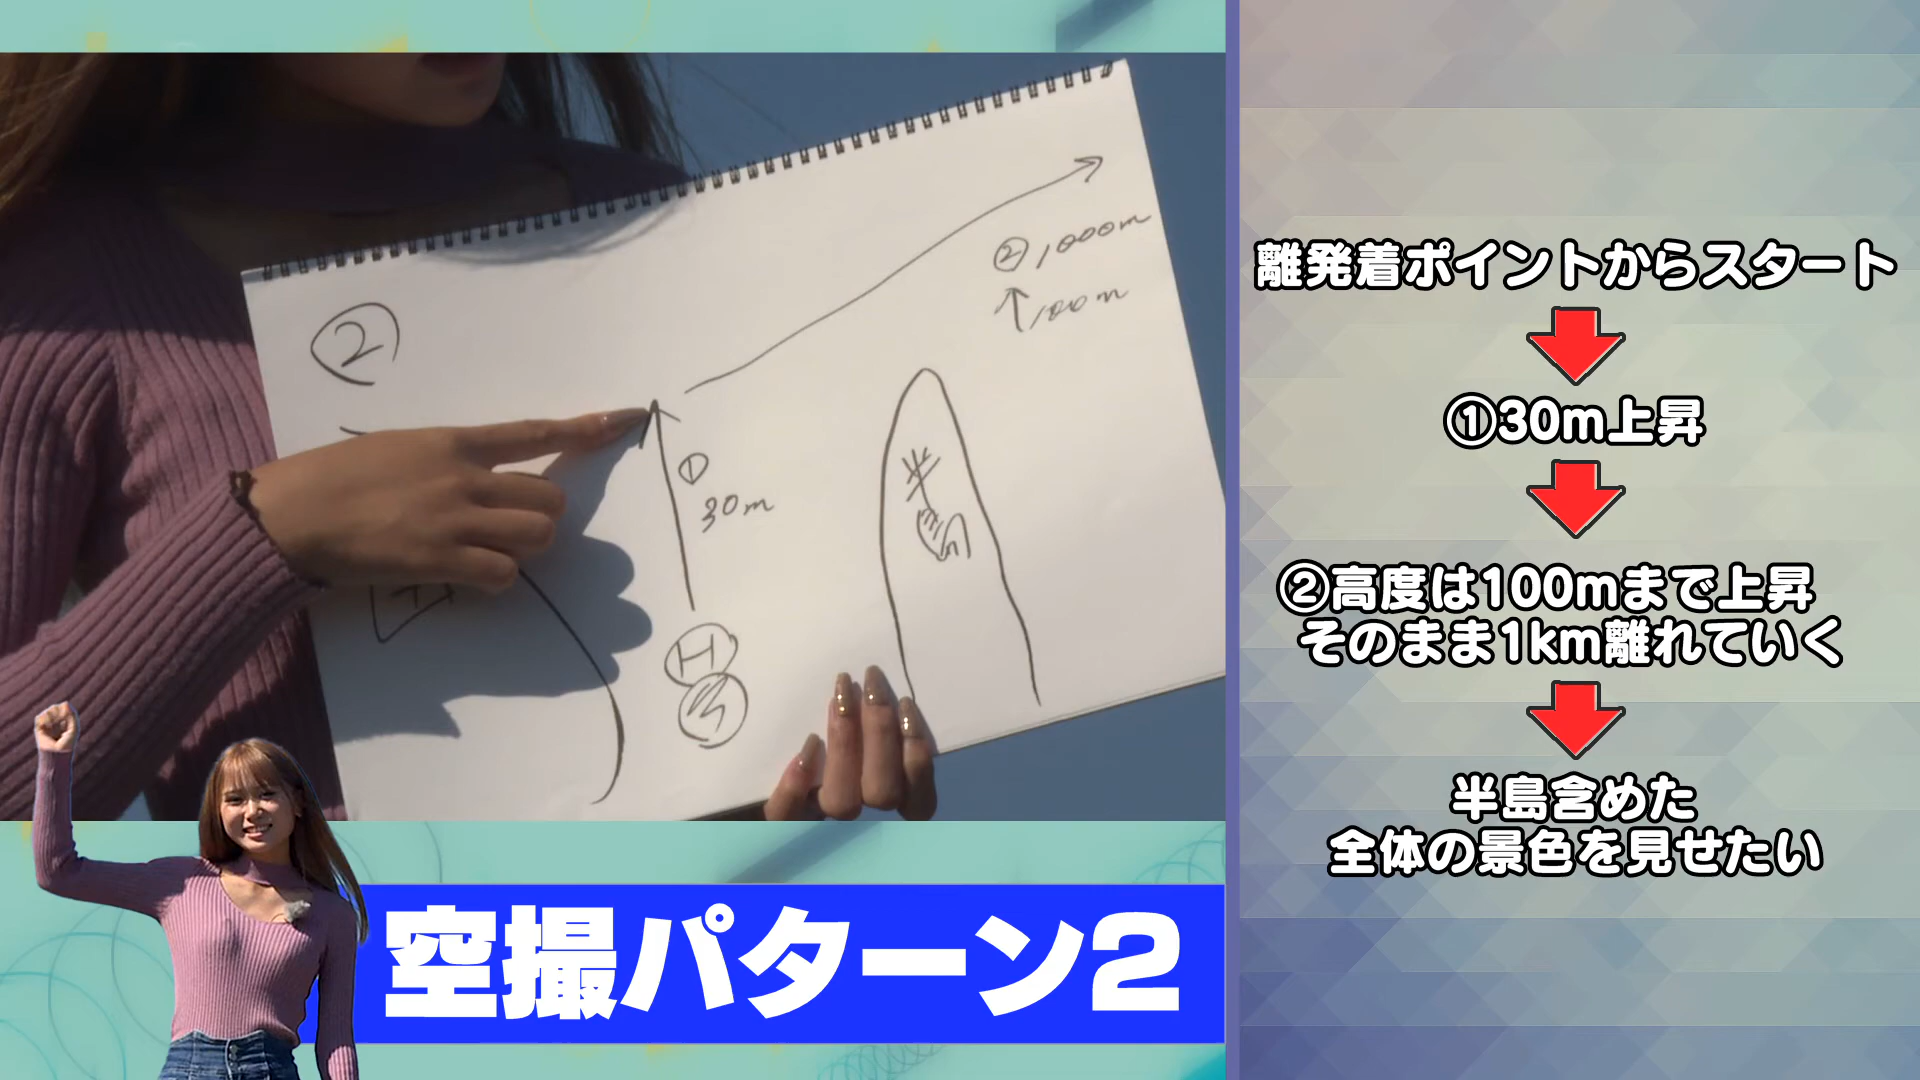 ②
②1000m
↑100m
①
30m
半島
H
空撮パターン2
離発着ポイントからスタート
①30m上昇
②高度は100mまで上昇
そのまま1km離れていく
半島含めた
全体の景色を見せたい